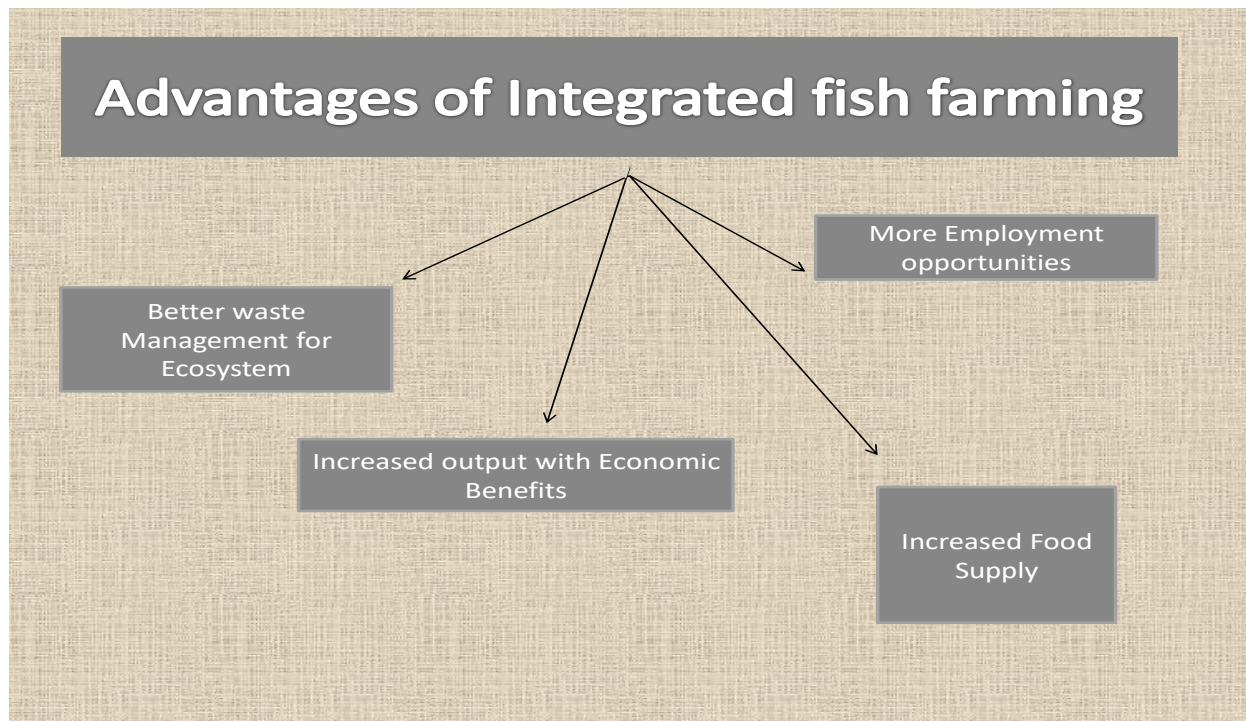 Advantages of Integrated fish farming
More Employment
opportunities
Better waste
Management for
Ecosystem
Increased output with Economic
Benefits
Increased Food
Supply